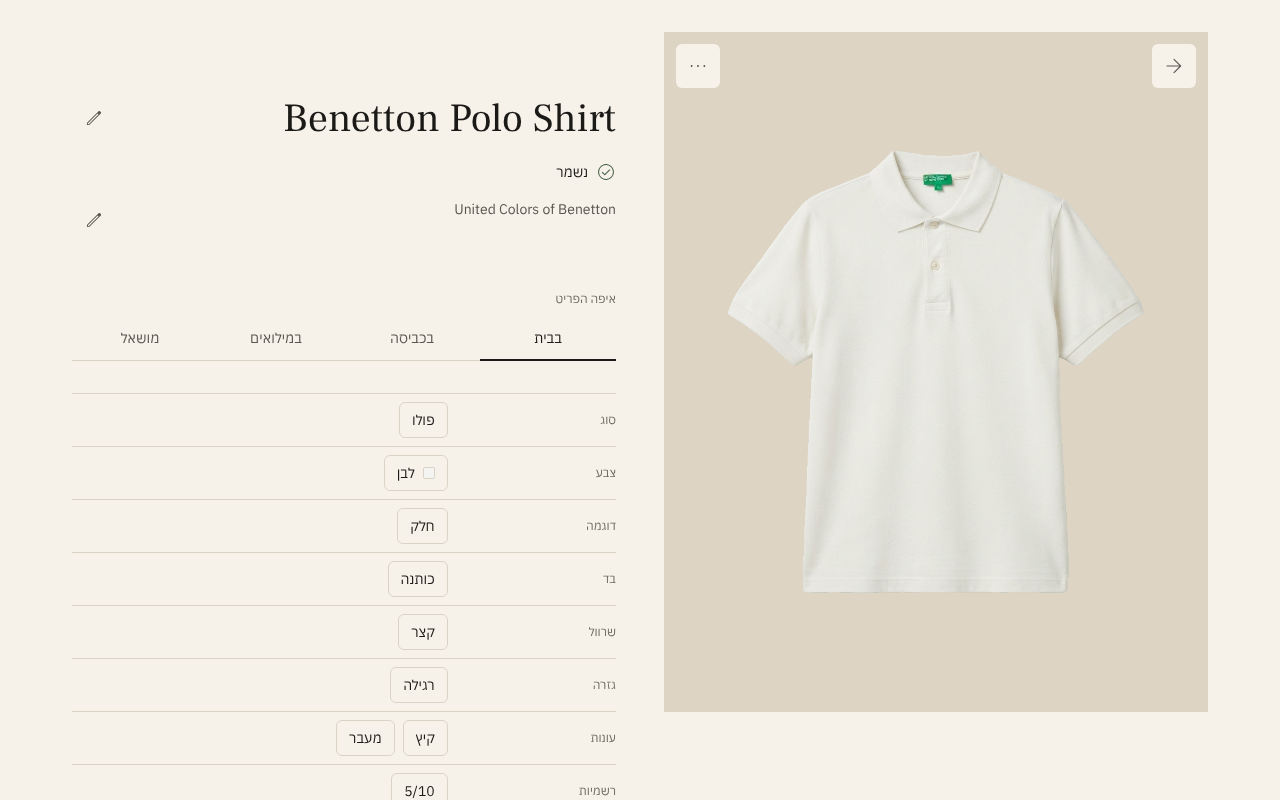 Benetton Polo Shirt
נשמר
United Colors of Benetton
איפה הפריט
בבית
בכביסה
במילואים
מושאל
סוג
פולו
צבע
לבן
דוגמה
חלק
בד
כותנה
שרוול
קצר
גזרה
רגילה
עונות
קיץ
מעבר
רשמיות
5/10